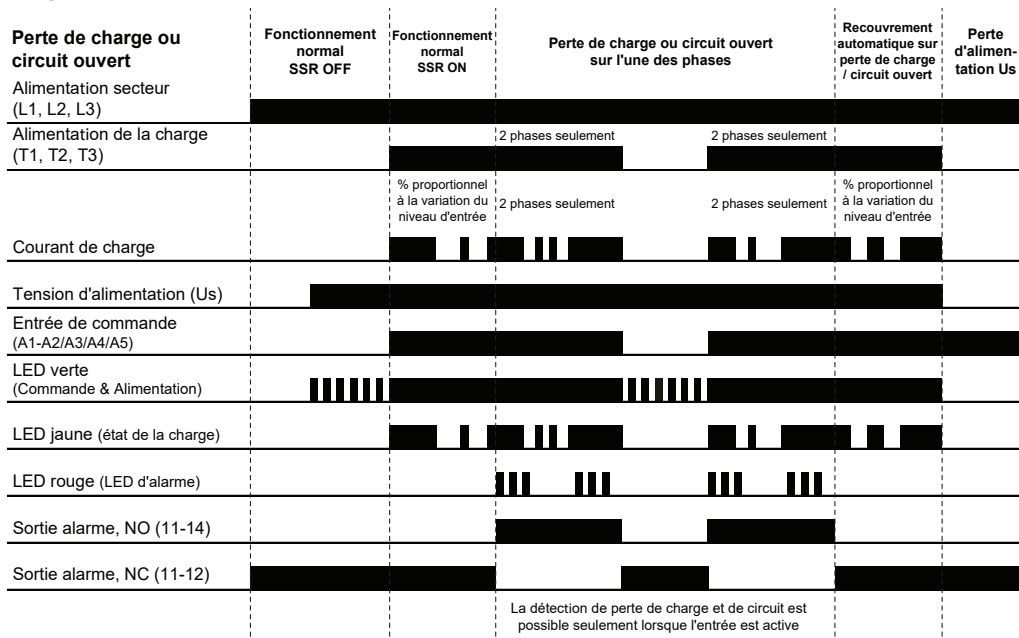 Perte de charge ou
circuit ouvert
Fonctionnement
normal
SSR OFF
Fonctionnement
normal
SSR ON
Perte de charge ou circuit ouvert
sur l'une des phases
Recouvrement
automatique sur
perte de charge
/ circuit ouvert
Perte
d'alimen-
tation Us
Alimentation secteur
(L1, L2, L3)
Alimentation de la charge
(T1, T2, T3)
2 phases seulement
2 phases seulement
% proportionnel
à la variation du
niveau d'entrée
2 phases seulement
2 phases seulement
% proportionnel
à la variation du
niveau d'entrée
Courant de charge
Tension d'alimentation (Us)
Entrée de commande
(A1-A2/A3/A4/A5)
LED verte
(Commande & Alimentation)
LED jaune (état de la charge)
LED rouge (LED d'alarme)
Sortie alarme, NO (11-14)
Sortie alarme, NC (11-12)
La détection de perte de charge et de circuit est
possible seulement lorsque l'entrée est active